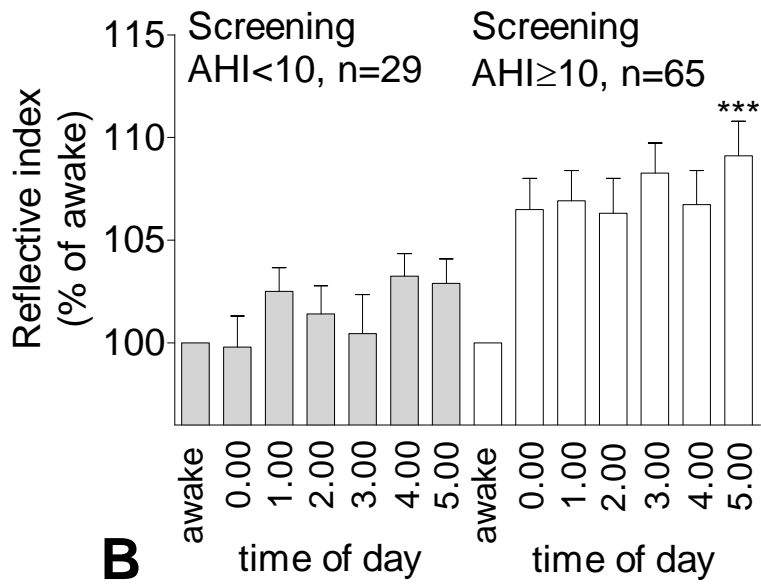 Screening
AHI<10, n=29
Screening
AHI≥10, n=65
***
Reflective index
(% of awake)
115
110
105
100
awake
0.00
1.00
2.00
3.00
4.00
5.00
awake
0.00
1.00
2.00
3.00
4.00
5.00
B
time of day
time of day